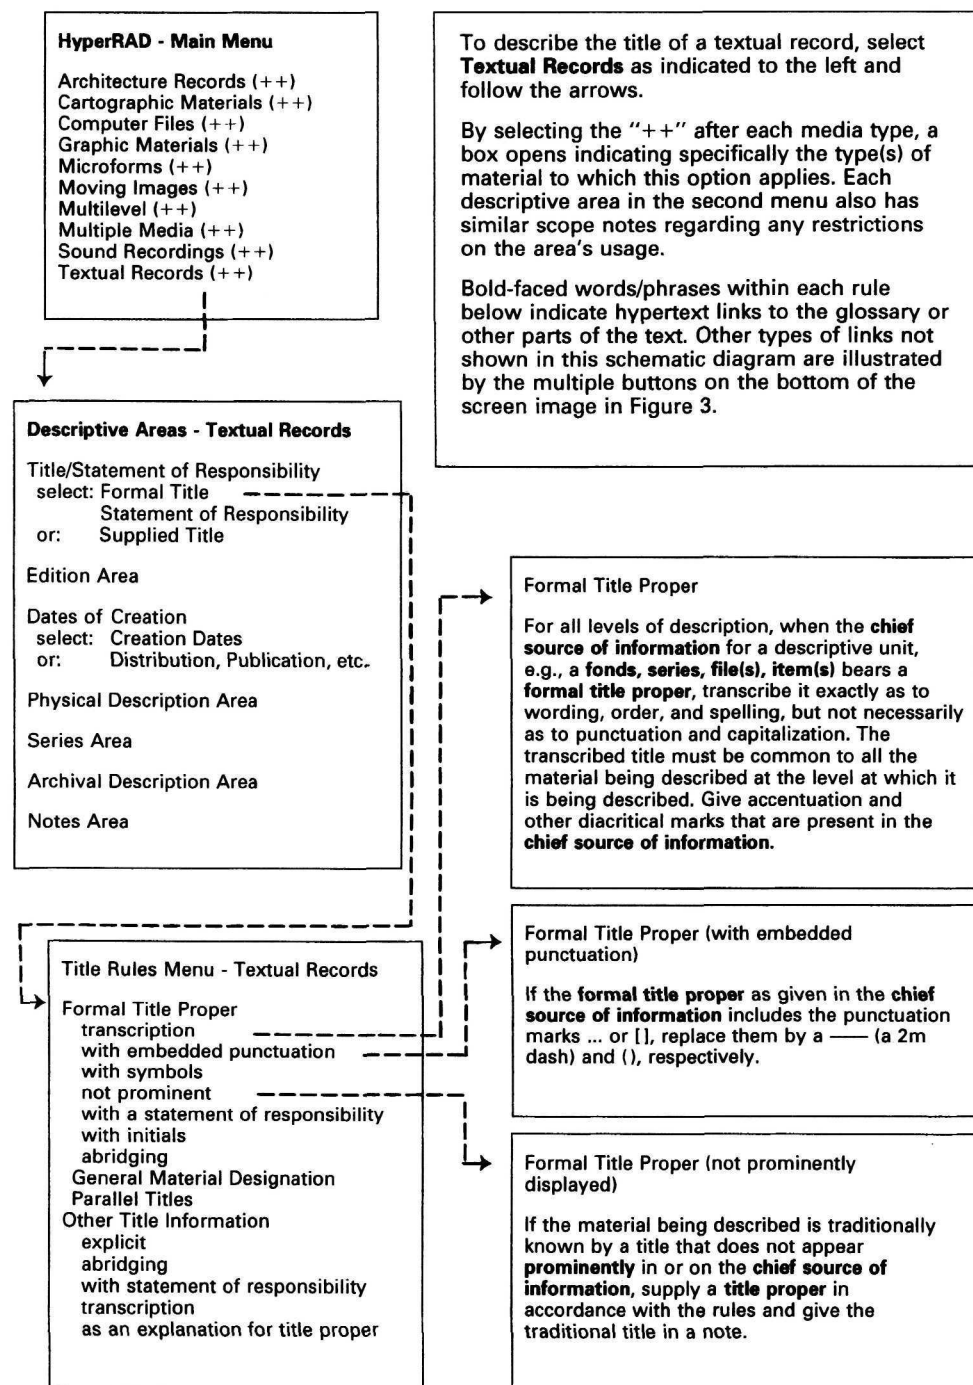 HyperRAD - Main Menu
Architecture Records (++)
Cartographic Materials (++)
Computer Files (++)
Graphic Materials (++)
Microforms (++)
Moving Images (++)
Multilevel (++)
Multiple Media (++)
Sound Recordings (++)
Textual Records (++)
To describe the title of a textual record, select
Textual Records as indicated to the left and
follow the arrows.
By selecting the "++" after each media type, a
box opens indicating specifically the type(s) of
material to which this option applies. Each
descriptive area in the second menu also has
similar scope notes regarding any restrictions
on the area's usage.
Bold-faced words/phrases within each rule
below indicate hypertext links to the glossary or
other parts of the text. Other types of links not
shown in this schematic diagram are illustrated
by the multiple buttons on the bottom of the
screen image in Figure 3.
Descriptive Areas - Textual Records
Title/Statement of Responsibility
select: Formal Title
Statement of Responsibility
or: Supplied Title
Edition Area
Dates of Creation
select: Creation Dates
or: Distribution, Publication, etc.
Physical Description Area
Series Area
Archival Description Area
Notes Area
Title Rules Menu - Textual Records
Formal Title Proper
transcription
with embedded punctuation
with symbols
not prominent
with a statement of responsibility
with initials
abridging
General Material Designation
Parallel Titles
Other Title Information
explicit
abridging
with statement of responsibility
transcription
as an explanation for title proper
Formal Title Proper
For all levels of description, when the chief
source of information for a descriptive unit,
e.g., a fonds, series, file(s), item(s) bears a
formal title proper, transcribe it exactly as to
wording, order, and spelling, but not necessarily
as to punctuation and capitalization. The
transcribed title must be common to all the
material being described at the level at which it
is being described. Give accentuation and
other diacritical marks that are present in the
chief source of information.
Formal Title Proper (with embedded
punctuation)
If the formal title proper as given in the chief
source of information includes the punctuation
marks ... or [], replace them by a —— (a 2m
dash) and (), respectively.
Formal Title Proper (not prominently
displayed)
If the material being described is traditionally
known by a title that does not appear
prominently in or on the chief source of
information, supply a title proper in
accordance with the rules and give the
traditional title in a note.